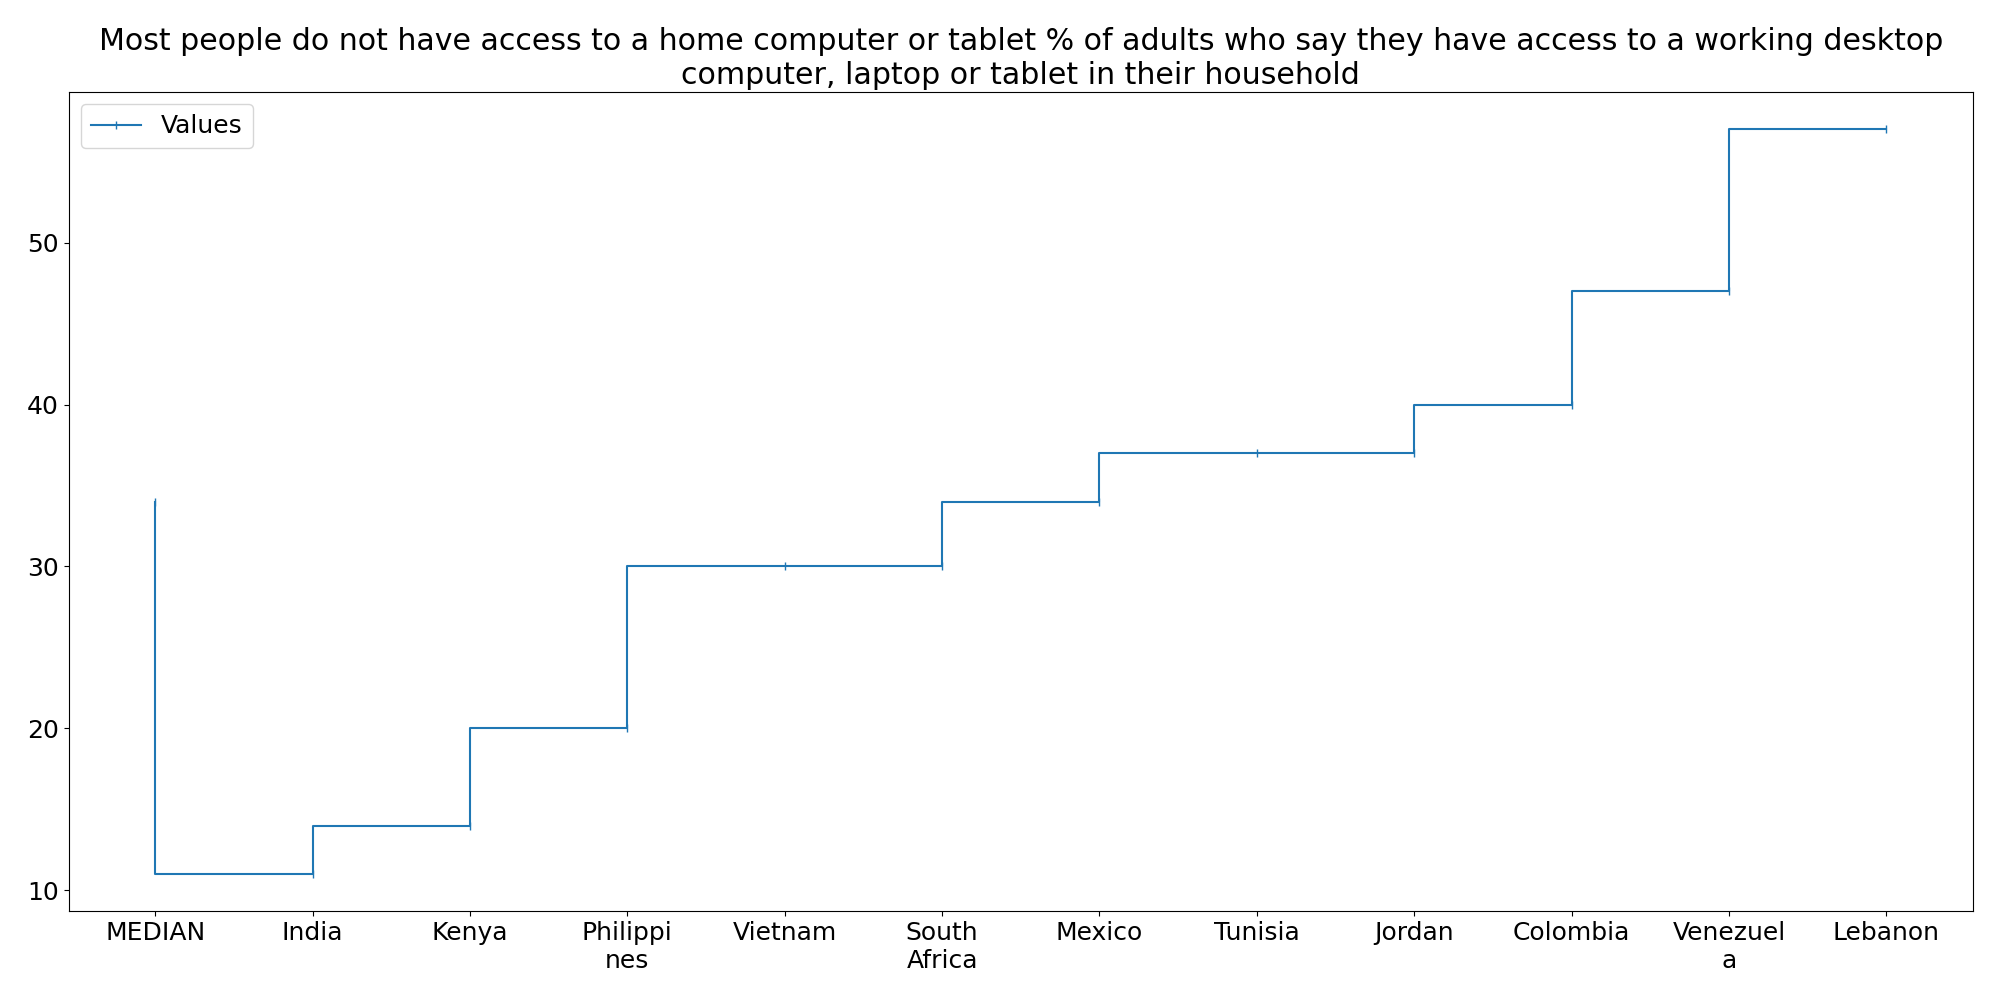 Most people do not have access to a home computer or tablet % of adults who say they have access to a working desktop
computer, laptop or tablet in their household
Values
50
40
30
20
10
MEDIAN India Kenya Philippi Vietnam South Mexico Tunisia Jordan Colombia Venezuel Lebanon
nes Africa a